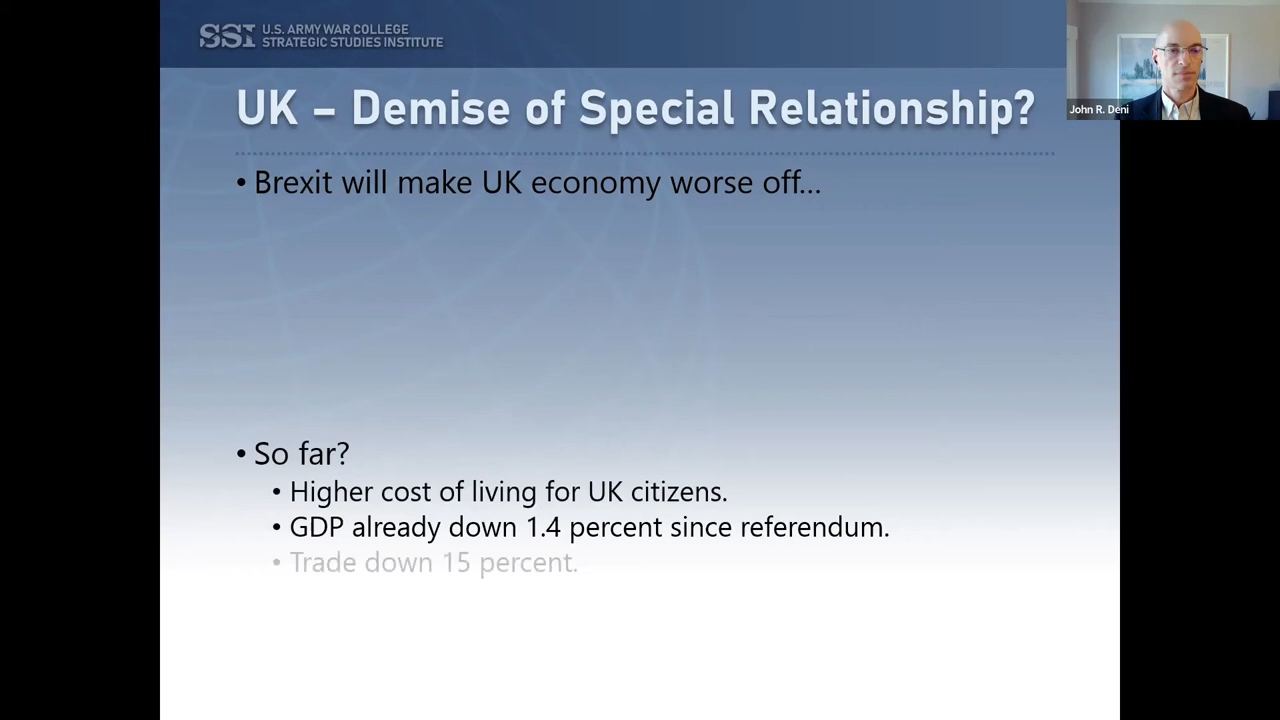 SSI U.S. ARMY WAR COLLEGE
STRATEGIC STUDIES INSTITUTE
John R. Deni
UK – Demise of Special Relationship?
• Brexit will make UK economy worse off...
• So far?
• Higher cost of living for UK citizens.
• GDP already down 1.4 percent since referendum.
• Trade down 15 percent.